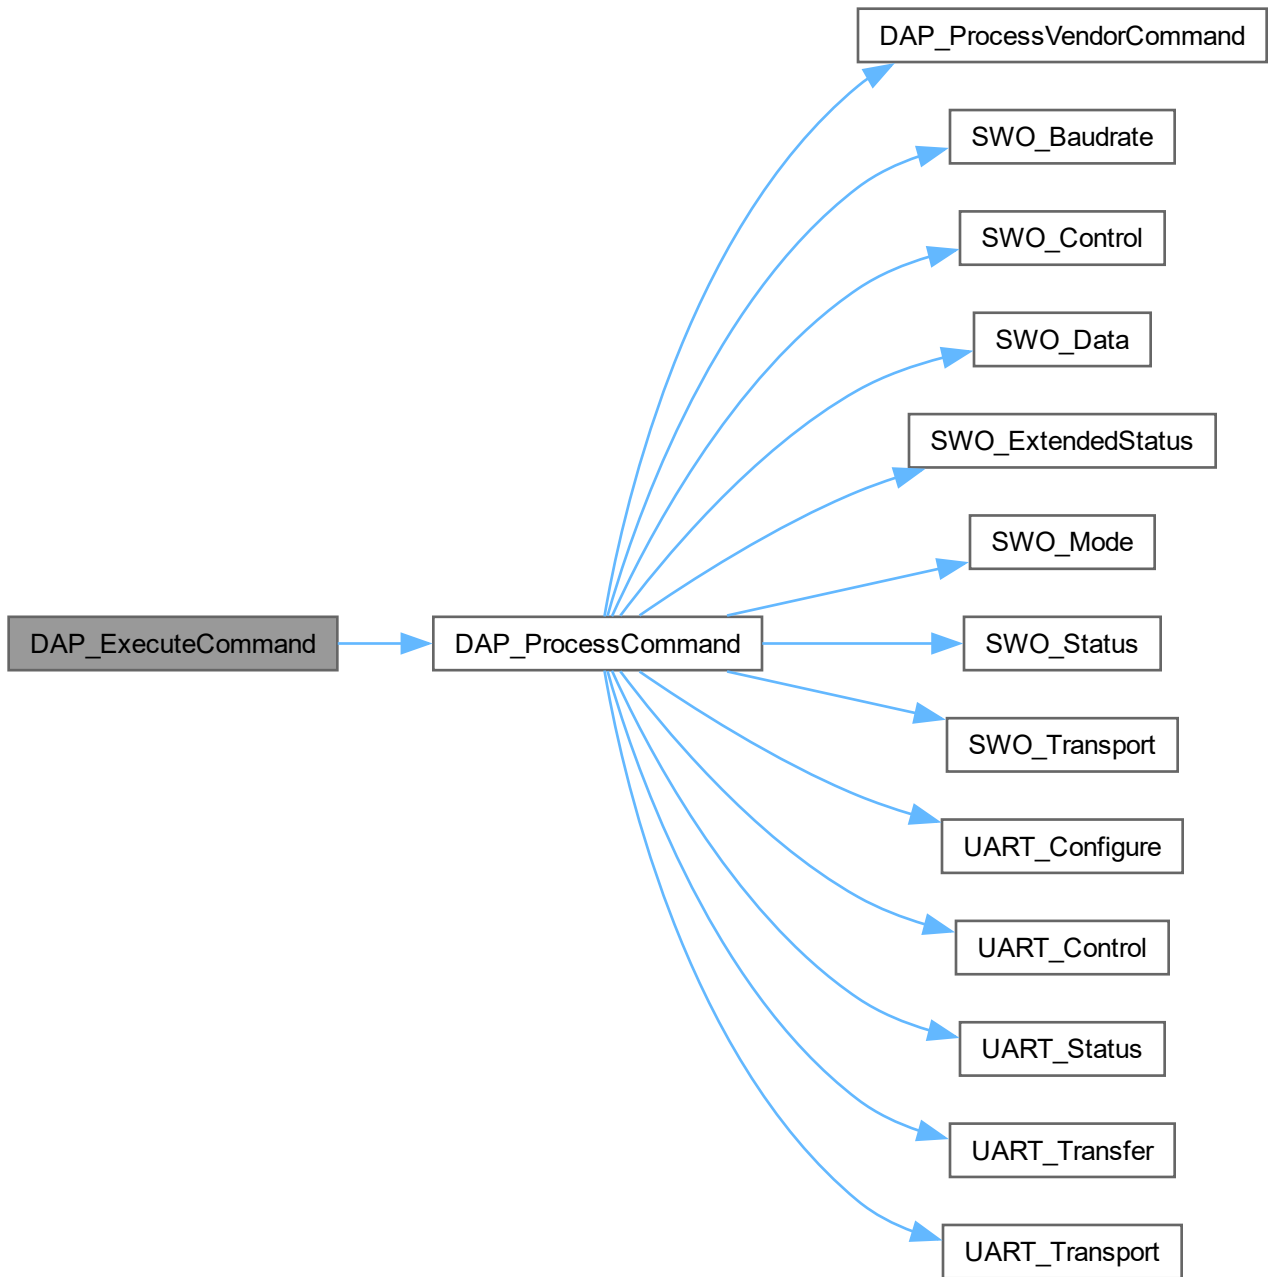 DAP_ProcessVendorCommand
SWO_Baudrate
SWO_Control
SWO_Data
SWO_ExtendedStatus
SWO_Mode
DAP_ExecuteCommand
DAP_ProcessCommand
SWO_Status
SWO_Transport
UART_Configure
UART_Control
UART_Status
UART_Transfer
UART_Transport